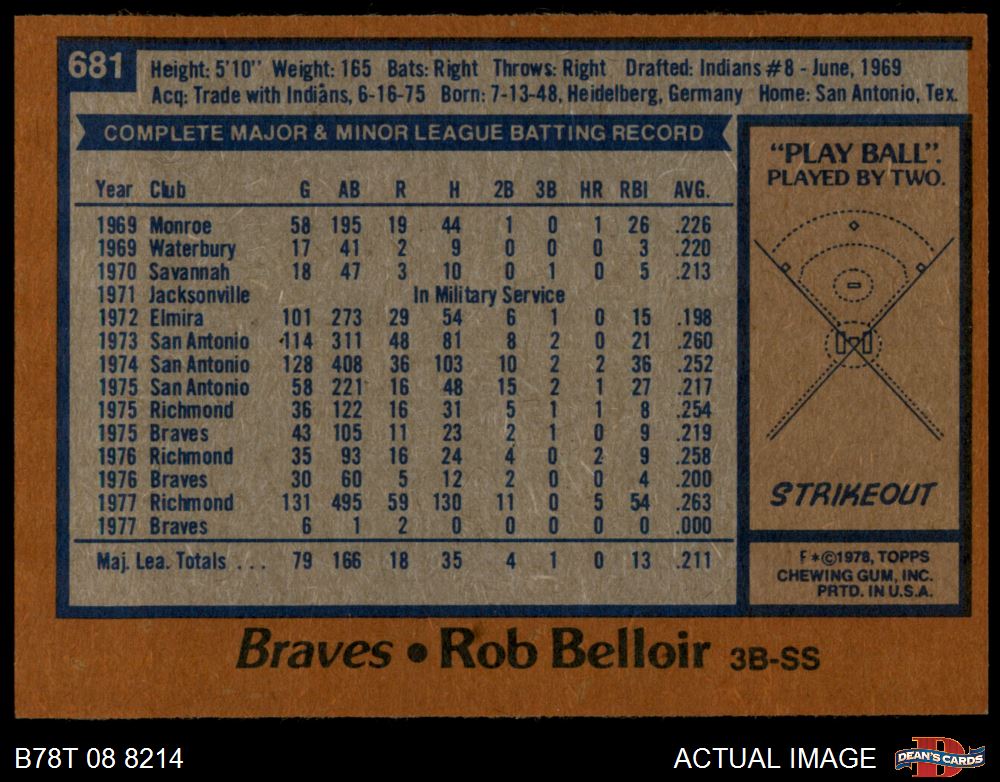 681
Height: 5'10" Weight: 165 Bats: Right Throws: Right Drafted: Indians #8 - June, 1969
Acq: Trade with Indians, 6-16-75 Born: 7-13-48, Heidelberg, Germany Home: San Antonio, Tex.
COMPLETE MAJOR & MINOR LEAGUE BATTING RECORD
Year Club G AB R H 2B 3B HR RBI AVG.
1969 Monroe 58 195 19 44 1 0 1 26 .226
1969 Waterbury 17 41 2 9 0 0 0 3 .220
1970 Savannah 18 47 3 10 0 1 0 5 .213
1971 Jacksonville In Military Service
1972 Elmira 101 273 29 54 6 1 0 15 .198
1973 San Antonio 114 311 48 81 8 2 0 21 .260
1974 San Antonio 128 408 36 103 10 2 2 36 .252
1975 San Antonio 58 221 16 48 15 2 1 27 .217
1975 Richmond 36 122 16 31 5 1 1 8 .254
1975 Braves 43 105 11 23 2 1 0 9 .219
1976 Richmond 35 93 16 24 4 0 2 9 .258
1976 Braves 30 60 5 12 2 0 0 4 .200
1977 Richmond 131 495 59 130 11 0 5 54 .263
1977 Braves 6 1 2 0 0 0 0 0 .000
Maj. Lea. Totals . . . 79 166 18 35 4 1 0 13 .211
"PLAY BALL".
PLAYED BY TWO.
STRIKEOUT
F*©1978, TOPPS
CHEWING GUM, INC.
PRTD. IN U.S.A.
Braves • Rob Belloir 3B-SS
B78T 08 8214
ACTUAL IMAGE
D
DEAN'S CARDS